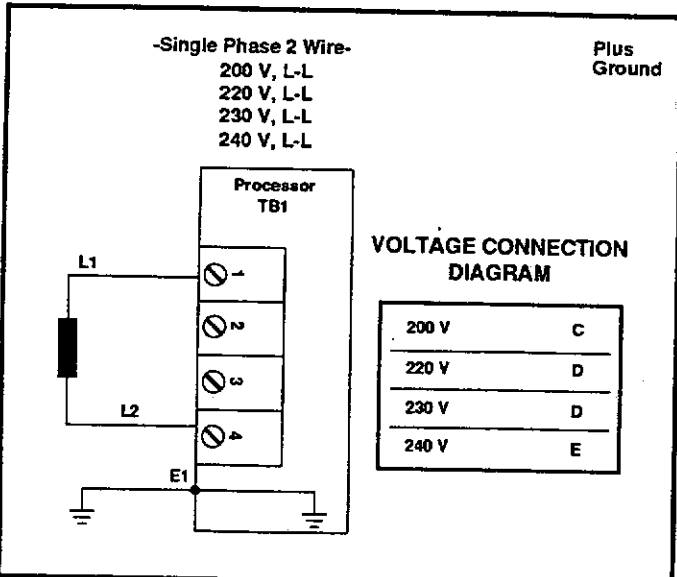 -Single Phase 2 Wire-
200 V, L-L
220 V, L-L
230 V, L-L
240 V, L-L
Plus
Ground
Processor
TB1
L1
1
2
3
L2
4
E1
VOLTAGE CONNECTION
DIAGRAM
200 V C
220 V D
230 V D
240 V E